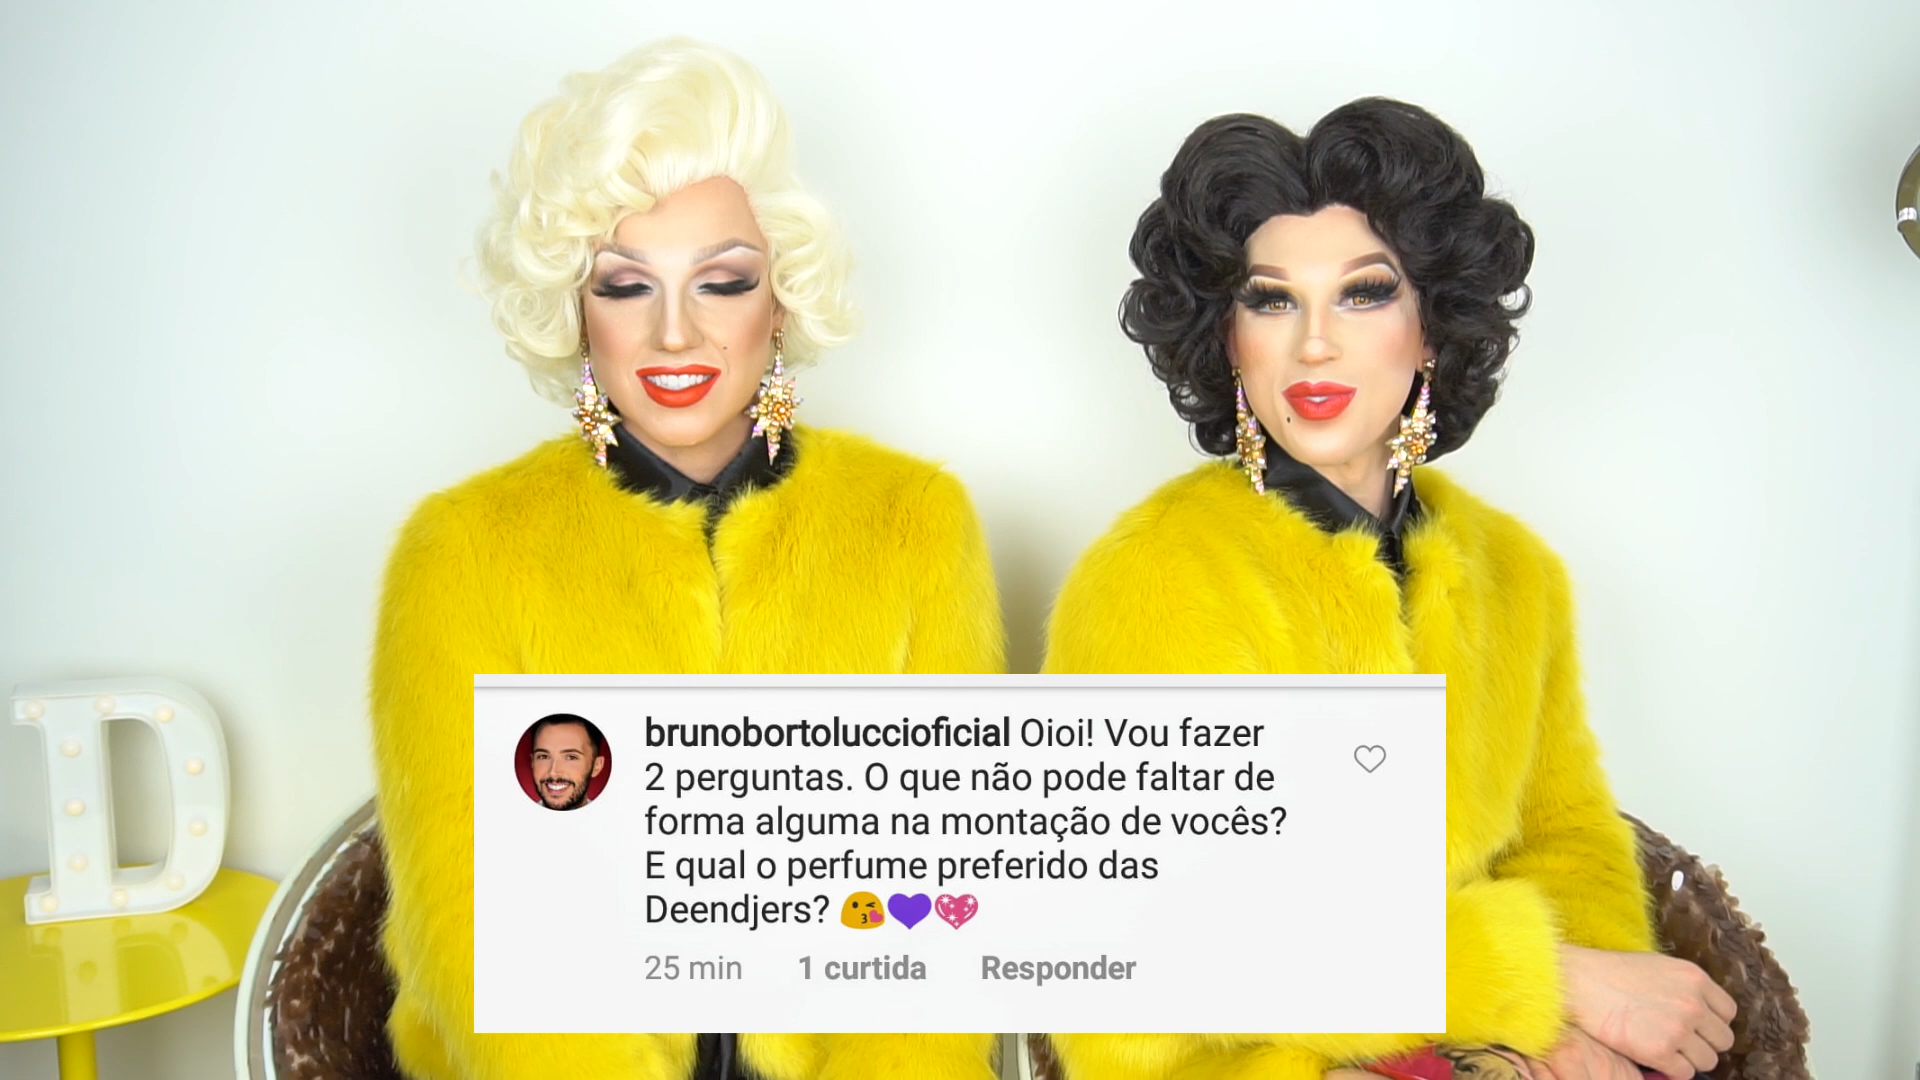 D
brunobortoluccioficial Oioi! Vou fazer
2 perguntas. O que não pode faltar de
forma alguma na montação de vocês?
E qual o perfume preferido das
Deendjers? 😘💜💖
25 min 1 curtida Responder